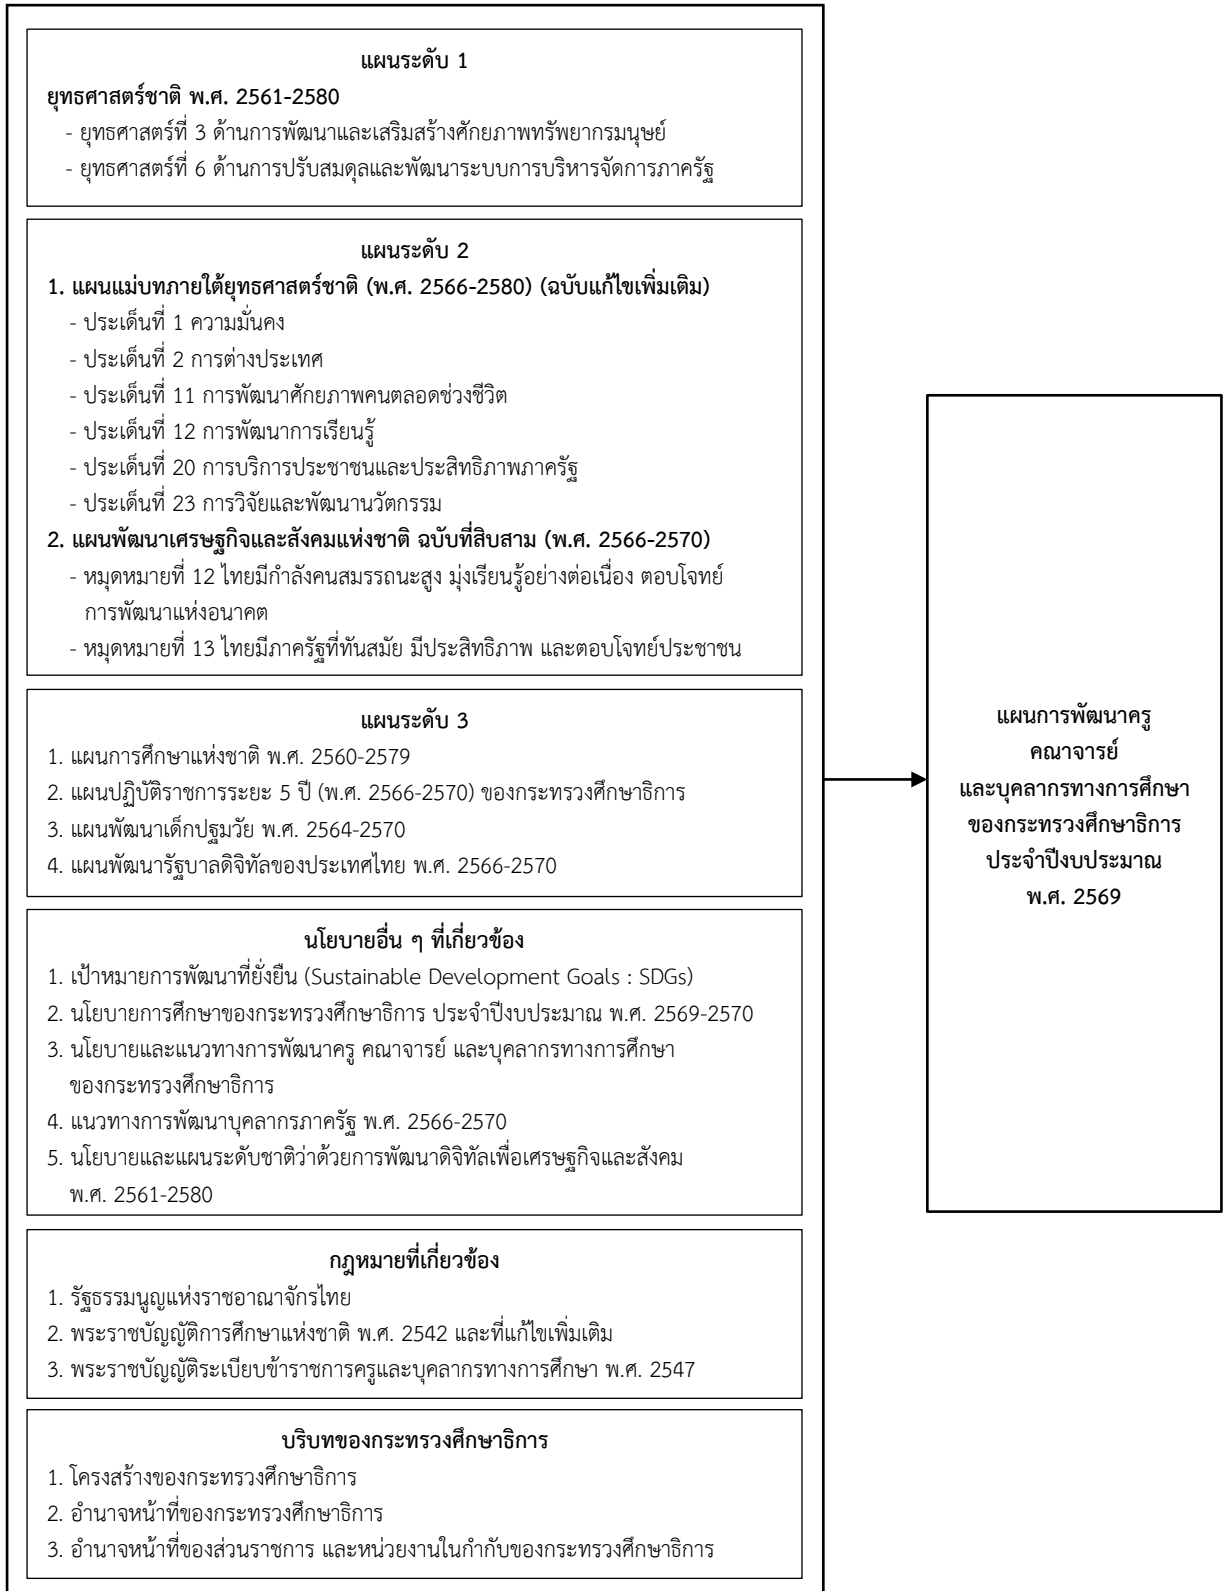 แผนระดับ 1
ยุทธศาสตร์ชาติ พ.ศ. 2561-2580
- ยุทธศาสตร์ที่ 3 ด้านการพัฒนาและเสริมสร้างศักยภาพทรัพยากรมนุษย์
- ยุทธศาสตร์ที่ 6 ด้านการปรับสมดุลและพัฒนาระบบการบริหารจัดการภาครัฐ
แผนระดับ 2
1. แผนแม่บทภายใต้ยุทธศาสตร์ชาติ (พ.ศ. 2566-2580) (ฉบับแก้ไขเพิ่มเติม)
- ประเด็นที่ 1 ความมั่นคง
- ประเด็นที่ 2 การต่างประเทศ
- ประเด็นที่ 11 การพัฒนาศักยภาพคนตลอดช่วงชีวิต
- ประเด็นที่ 12 การพัฒนาการเรียนรู้
- ประเด็นที่ 20 การบริการประชาชนและประสิทธิภาพภาครัฐ
- ประเด็นที่ 23 การวิจัยและพัฒนานวัตกรรม
2. แผนพัฒนาเศรษฐกิจและสังคมแห่งชาติ ฉบับที่สิบสาม (พ.ศ. 2566-2570)
- หมุดหมายที่ 12 ไทยมีกำลังคนสมรรถนะสูง มุ่งเรียนรู้อย่างต่อเนื่อง ตอบโจทย์
การพัฒนาแห่งอนาคต
- หมุดหมายที่ 13 ไทยมีภาครัฐที่ทันสมัย มีประสิทธิภาพ และตอบโจทย์ประชาชน
แผนระดับ 3
1. แผนการศึกษาแห่งชาติ พ.ศ. 2560-2579
2. แผนปฏิบัติราชการระยะ 5 ปี (พ.ศ. 2566-2570) ของกระทรวงศึกษาธิการ
3. แผนพัฒนาเด็กปฐมวัย พ.ศ. 2564-2570
4. แผนพัฒนารัฐบาลดิจิทัลของประเทศไทย พ.ศ. 2566-2570
นโยบายอื่น ๆ ที่เกี่ยวข้อง
1. เป้าหมายการพัฒนาที่ยั่งยืน (Sustainable Development Goals : SDGs)
2. นโยบายการศึกษาของกระทรวงศึกษาธิการ ประจำปีงบประมาณ พ.ศ. 2569-2570
3. นโยบายและแนวทางการพัฒนาครู คณาจารย์ และบุคลากรทางการศึกษา
ของกระทรวงศึกษาธิการ
4. แนวทางการพัฒนาบุคลากรภาครัฐ พ.ศ. 2566-2570
5. นโยบายและแผนระดับชาติว่าด้วยการพัฒนาดิจิทัลเพื่อเศรษฐกิจและสังคม
พ.ศ. 2561-2580
กฎหมายที่เกี่ยวข้อง
1. รัฐธรรมนูญแห่งราชอาณาจักรไทย
2. พระราชบัญญัติการศึกษาแห่งชาติ พ.ศ. 2542 และที่แก้ไขเพิ่มเติม
3. พระราชบัญญัติระเบียบข้าราชการครูและบุคลากรทางการศึกษา พ.ศ. 2547
บริบทของกระทรวงศึกษาธิการ
1. โครงสร้างของกระทรวงศึกษาธิการ
2. อำนาจหน้าที่ของกระทรวงศึกษาธิการ
3. อำนาจหน้าที่ของส่วนราชการ และหน่วยงานในกำกับของกระทรวงศึกษาธิการ
แผนการพัฒนาครู
คณาจารย์
และบุคลากรทางการศึกษา
ของกระทรวงศึกษาธิการ
ประจำปีงบประมาณ
พ.ศ. 2569